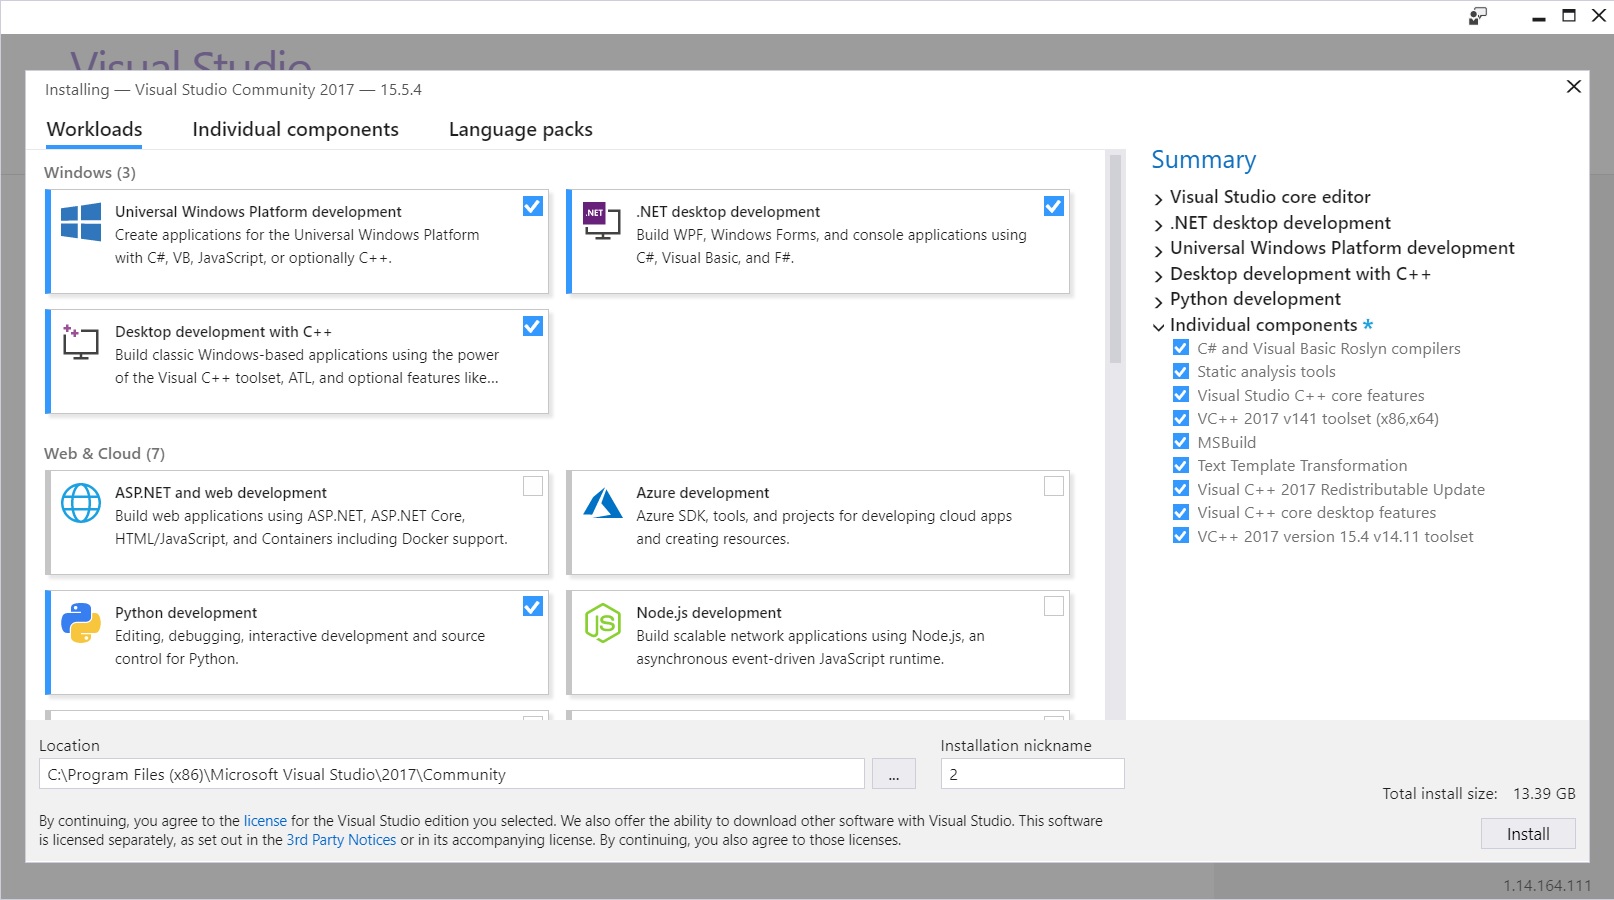 Visual Studio
Installing — Visual Studio Community 2017 — 15.5.4
Workloads
Individual components
Language packs
Windows (3)
Universal Windows Platform development
Create applications for the Universal Windows Platform
with C#, VB, JavaScript, or optionally C++.
.NET
.NET desktop development
Build WPF, Windows Forms, and console applications using
C#, Visual Basic, and F#.
Desktop development with C++
Build classic Windows-based applications using the power
of the Visual C++ toolset, ATL, and optional features like...
Web & Cloud (7)
ASP.NET and web development
Build web applications using ASP.NET, ASP.NET Core,
HTML/JavaScript, and Containers including Docker support.
Azure development
Azure SDK, tools, and projects for developing cloud apps
and creating resources.
Python development
Editing, debugging, interactive development and source
control for Python.
JS
Node.js development
Build scalable network applications using Node.js, an
asynchronous event-driven JavaScript runtime.
Summary
Visual Studio core editor
.NET desktop development
Universal Windows Platform development
Desktop development with C++
Python development
Individual components *
C# and Visual Basic Roslyn compilers
Static analysis tools
Visual Studio C++ core features
VC++ 2017 v141 toolset (x86,x64)
MSBuild
Text Template Transformation
Visual C++ 2017 Redistributable Update
Visual C++ core desktop features
VC++ 2017 version 15.4 v14.11 toolset
Location
C:\Program Files (x86)\Microsoft Visual Studio\2017\Community
...
Installation nickname
2
Total install size: 13.39 GB
By continuing, you agree to the license for the Visual Studio edition you selected. We also offer the ability to download other software with Visual Studio. This software
is licensed separately, as set out in the 3rd Party Notices or in its accompanying license. By continuing, you also agree to those licenses.
Install
1.14.164.111